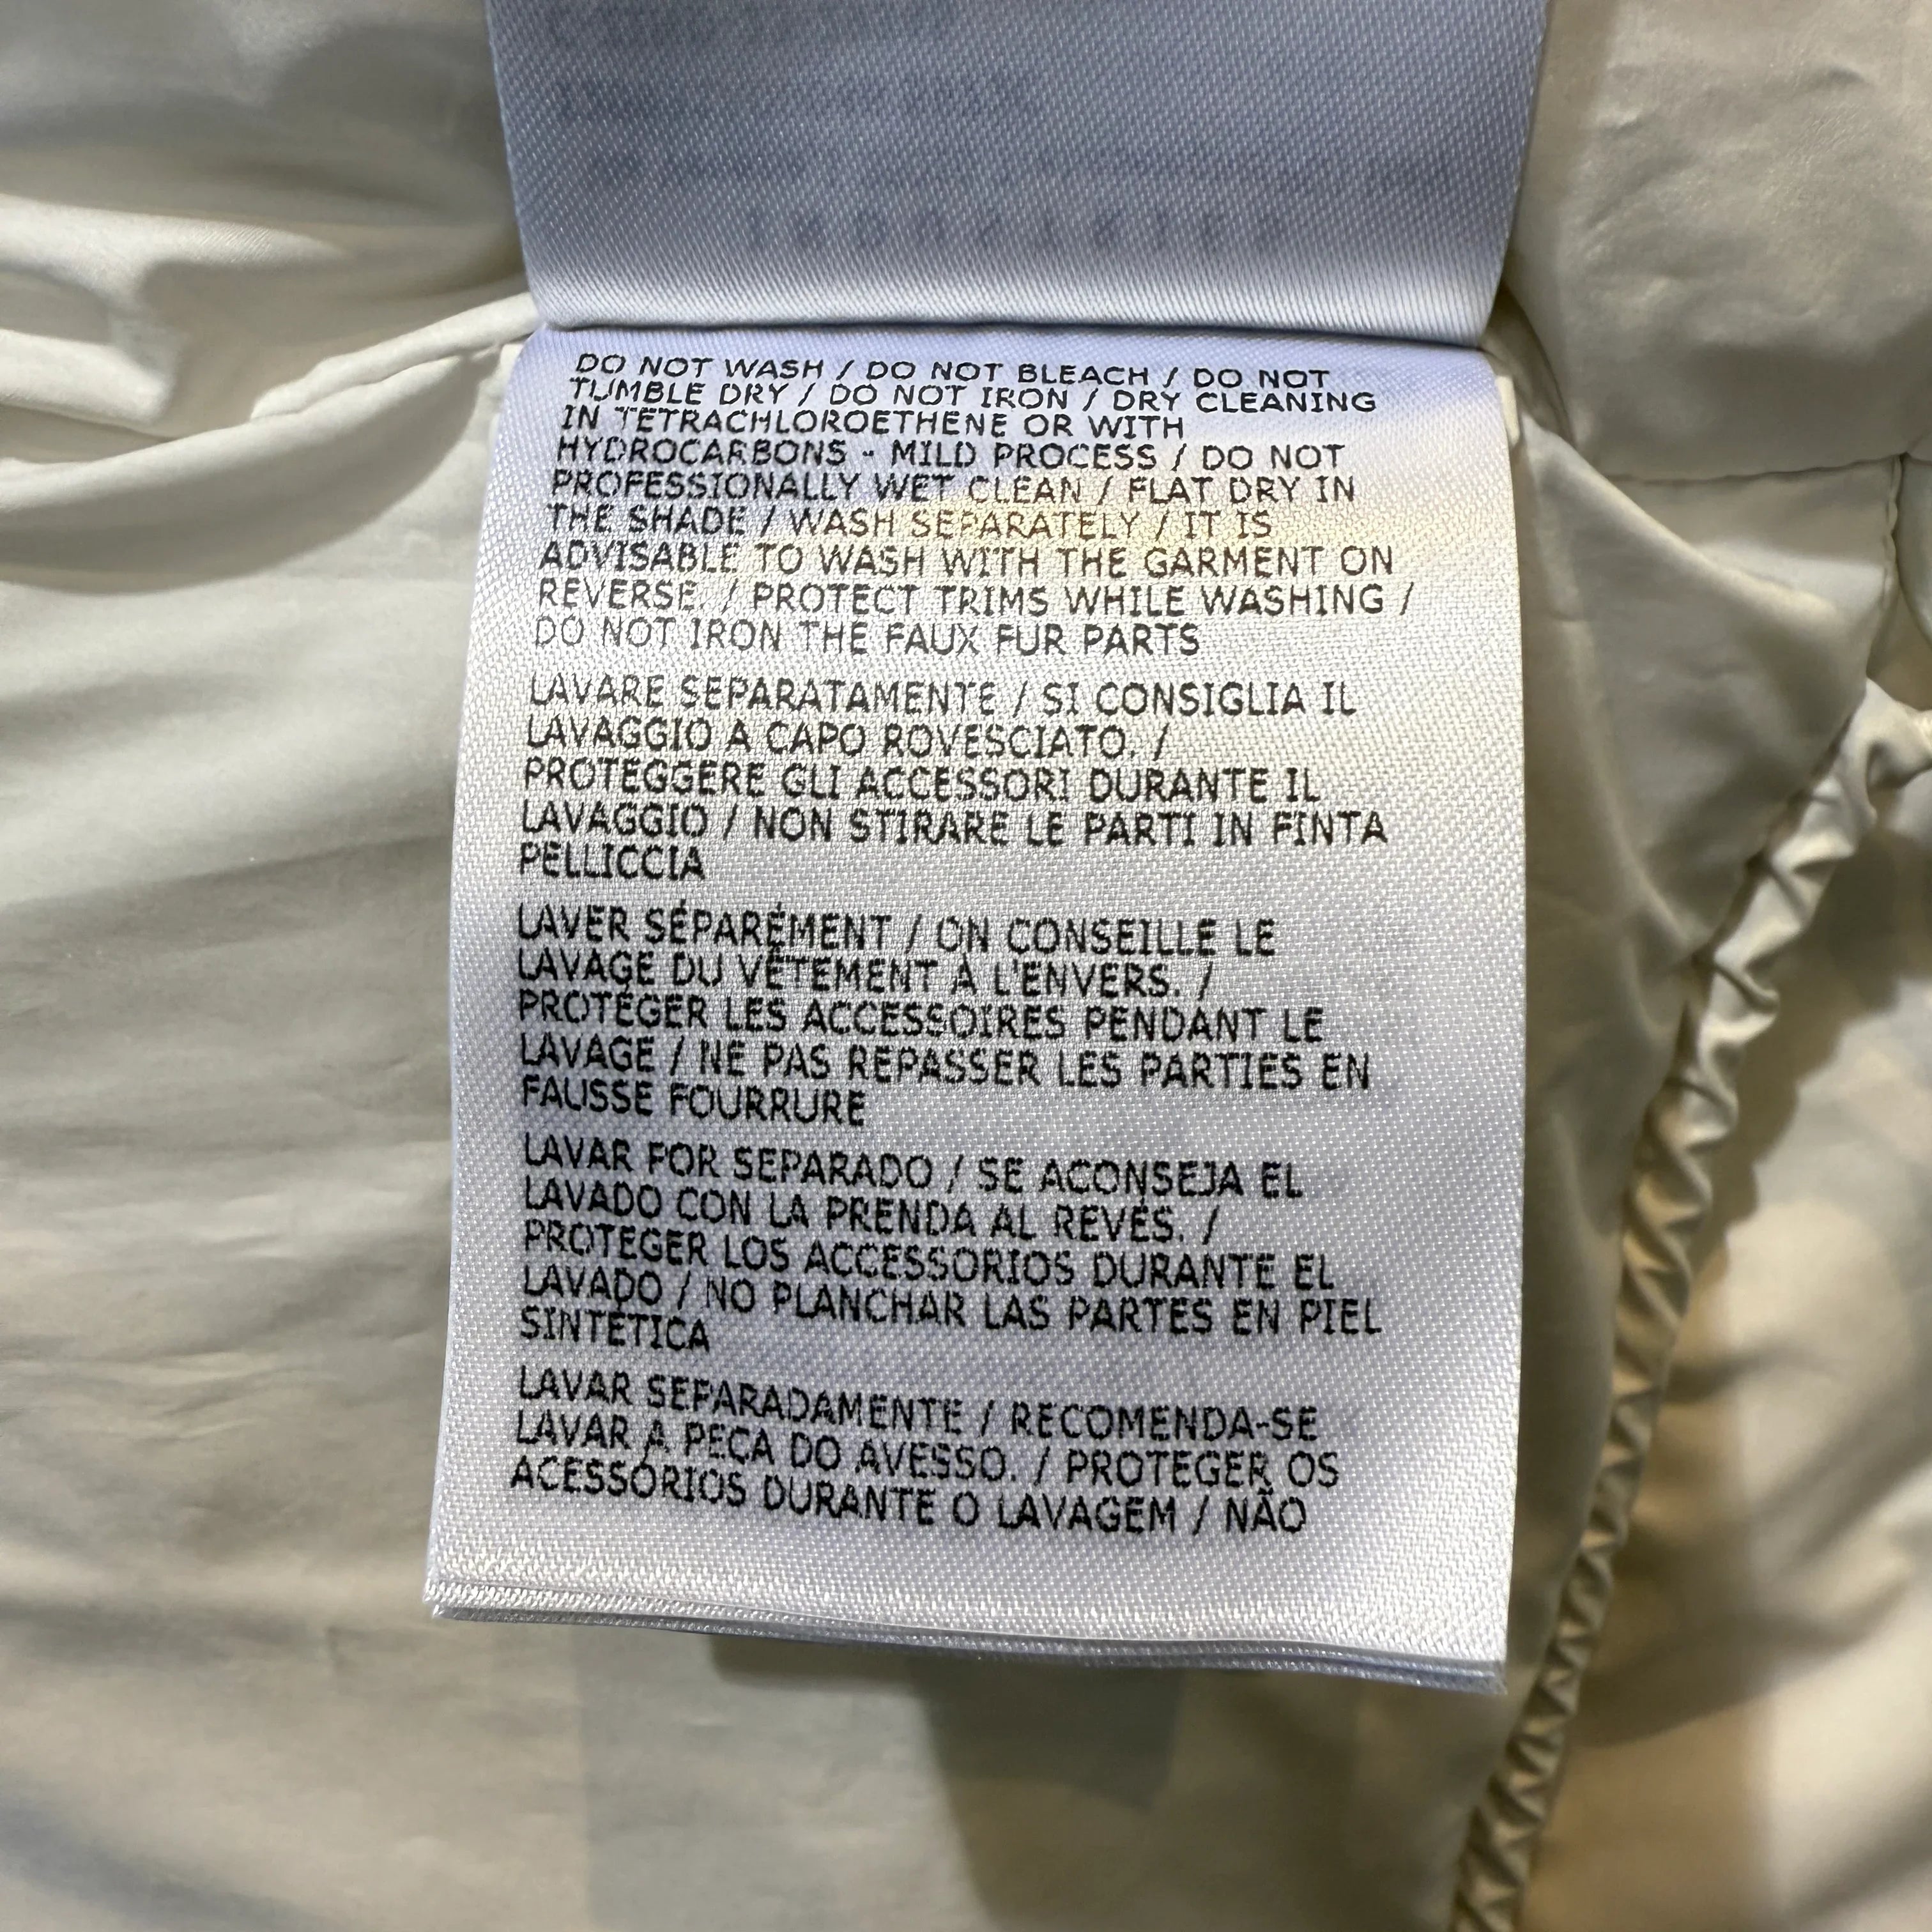 DO NOT WASH / DO NOT BLEACH / DO NOT
TUMBLE DRY / DO NOT IRON / DRY CLEANING
IN TETRACHLOROETHENE OR WITH
HYDROCARBONS - MILD PROCESS / DO NOT
PROFESSIONALLY WET CLEAN / FLAT DRY IN
THE SHADE / WASH SEPARATELY / IT IS
ADVISABLE TO WASH WITH THE GARMENT ON
REVERSE. / PROTECT TRIMS WHILE WASHING /
DO NOT IRON THE FAUX FUR PARTS
LAVARE SEPARATAMENTE / SI CONSIGLIA IL
LAVAGGIO A CAPO ROVESCIATO. /
PROTEGGERE GLI ACCESSORI DURANTE IL
LAVAGGIO / NON STIRARE LE PARTI IN FINTA
PELLICCIA
LAVER SÉPARÉMENT / ON CONSEILLE LE
LAVAGE DU VÊTEMENT À L'ENVERS. /
PROTÉGER LES ACCESSOIRES PENDANT LE
LAVAGE / NE PAS REPASSER LES PARTIES EN
FAUSSE FOURRURE
LAVAR POR SEPARADO / SE ACONSEJA EL
LAVADO CON LA PRENDA AL REVÉS. /
PROTEGER LOS ACCESSORIOS DURANTE EL
LAVADO / NO PLANCHAR LAS PARTES EN PIEL
SINTÉTICA
LAVAR SEPARADAMENTE / RECOMENDA-SE
LAVAR A PEÇA DO AVESSO. / PROTEGER OS
ACESSÓRIOS DURANTE O LAVAGEM / NÃO